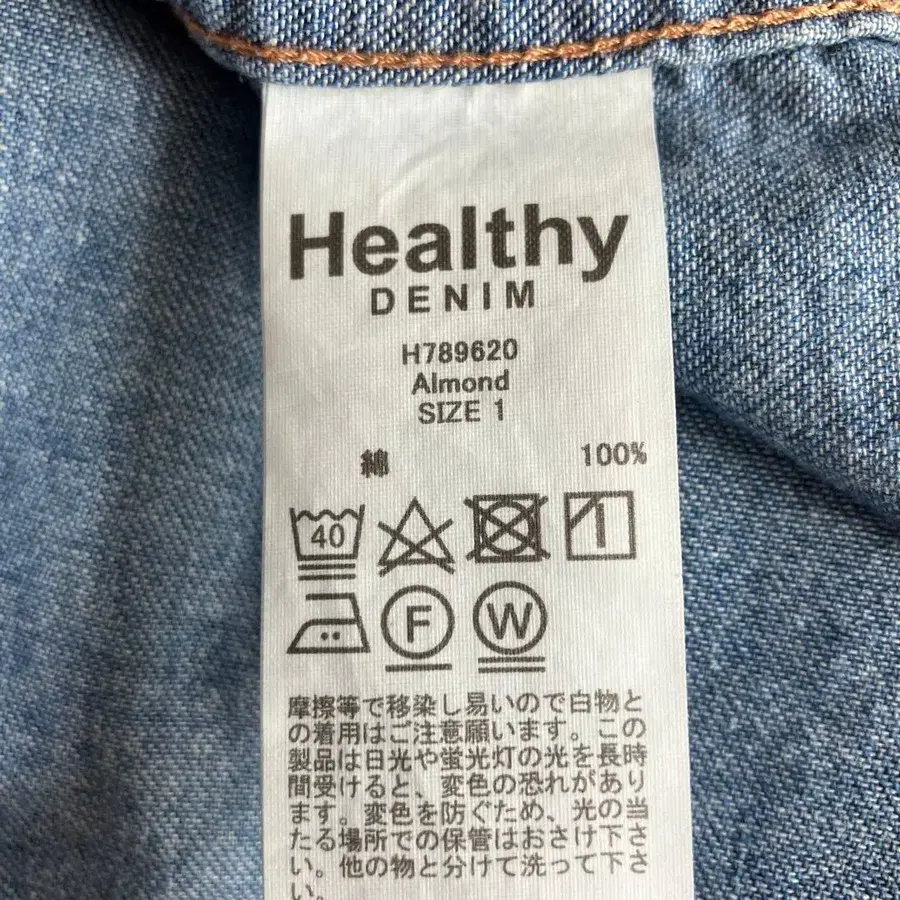 Healthy
DENIM
H789620
Almond
SIZE 1
綿 100%
40
F W
摩擦等で移染し易いので白物と
の着用はご注意願います。この
製品は日光や蛍光灯の光を長時
間受けると、変色の恐れがあり
ます。変色を防ぐため、光の当
たる場所での保管はおさけ下さ
い。他の物と分けて洗って下さ
い。